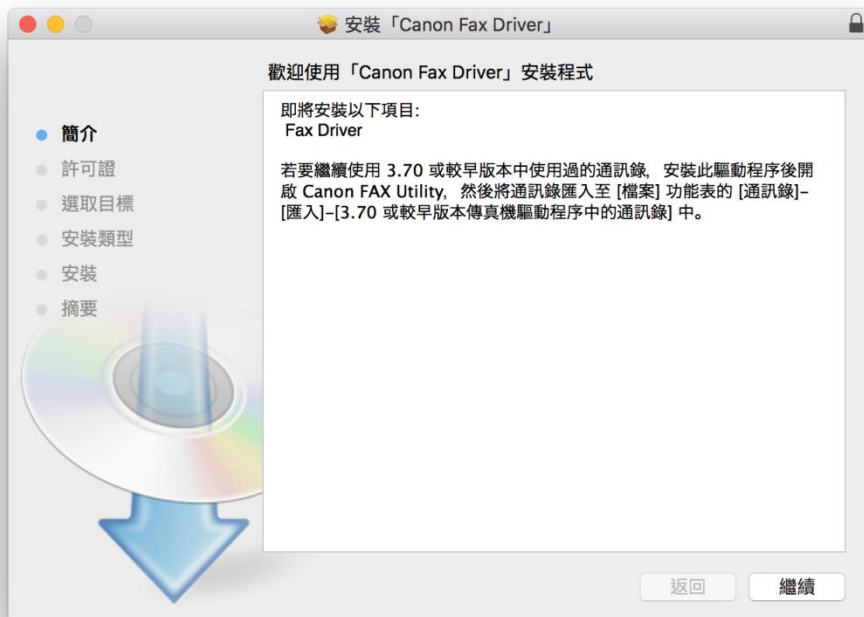 安裝「Canon Fax Driver」
歡迎使用「Canon Fax Driver」安裝程式
簡介
許可證
選取目標
安裝類型
安裝
摘要
即將安裝以下項目:
Fax Driver
若要繼續使用 3.70 或較早版本中使用過的通訊錄，安裝此驅動程序後開
啟 Canon FAX Utility，然後將通訊錄匯入至 [檔案] 功能表的 [通訊錄]-
[匯入]-[3.70 或較早版本傳真機驅動程序中的通訊錄] 中。
返回
繼續